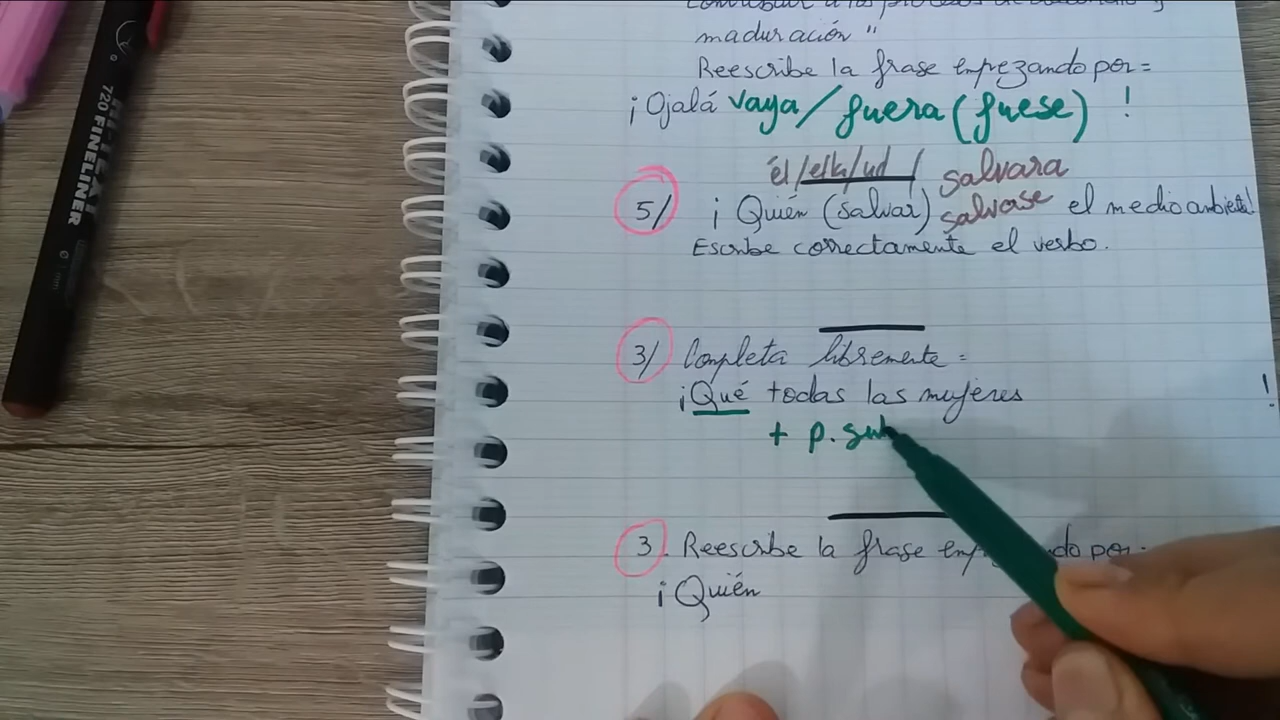 maduración"
Reescribe la frase empezando por=
¡Ojalá vaya/fuera(fuese) !
él/ella/ud/ salvara
5/ ¡Quién (salvar) salvase el medio ambiente!
Escribe correctamente el verbo.
3/ Completa libremente =
¡Qué todas las mujeres !
+ p. sub
3. Reescribe la frase por
¡Quién
720 FINELINER